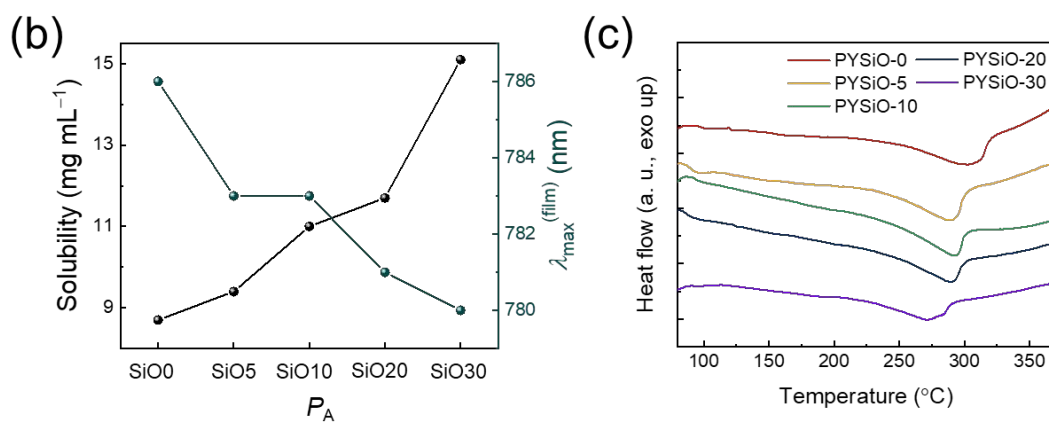 (b)
Solubility (mg mL⁻¹)
15
13
11
9
786
784
782
780
λmax(film) (nm)
SiO0 SiO5 SiO10 SiO20 SiO30
PA
(c)
Heat flow (a. u., exo up)
PYSiO-0 PYSiO-20
PYSiO-5 PYSiO-30
PYSiO-10
100 150 200 250 300 350
Temperature (°C)